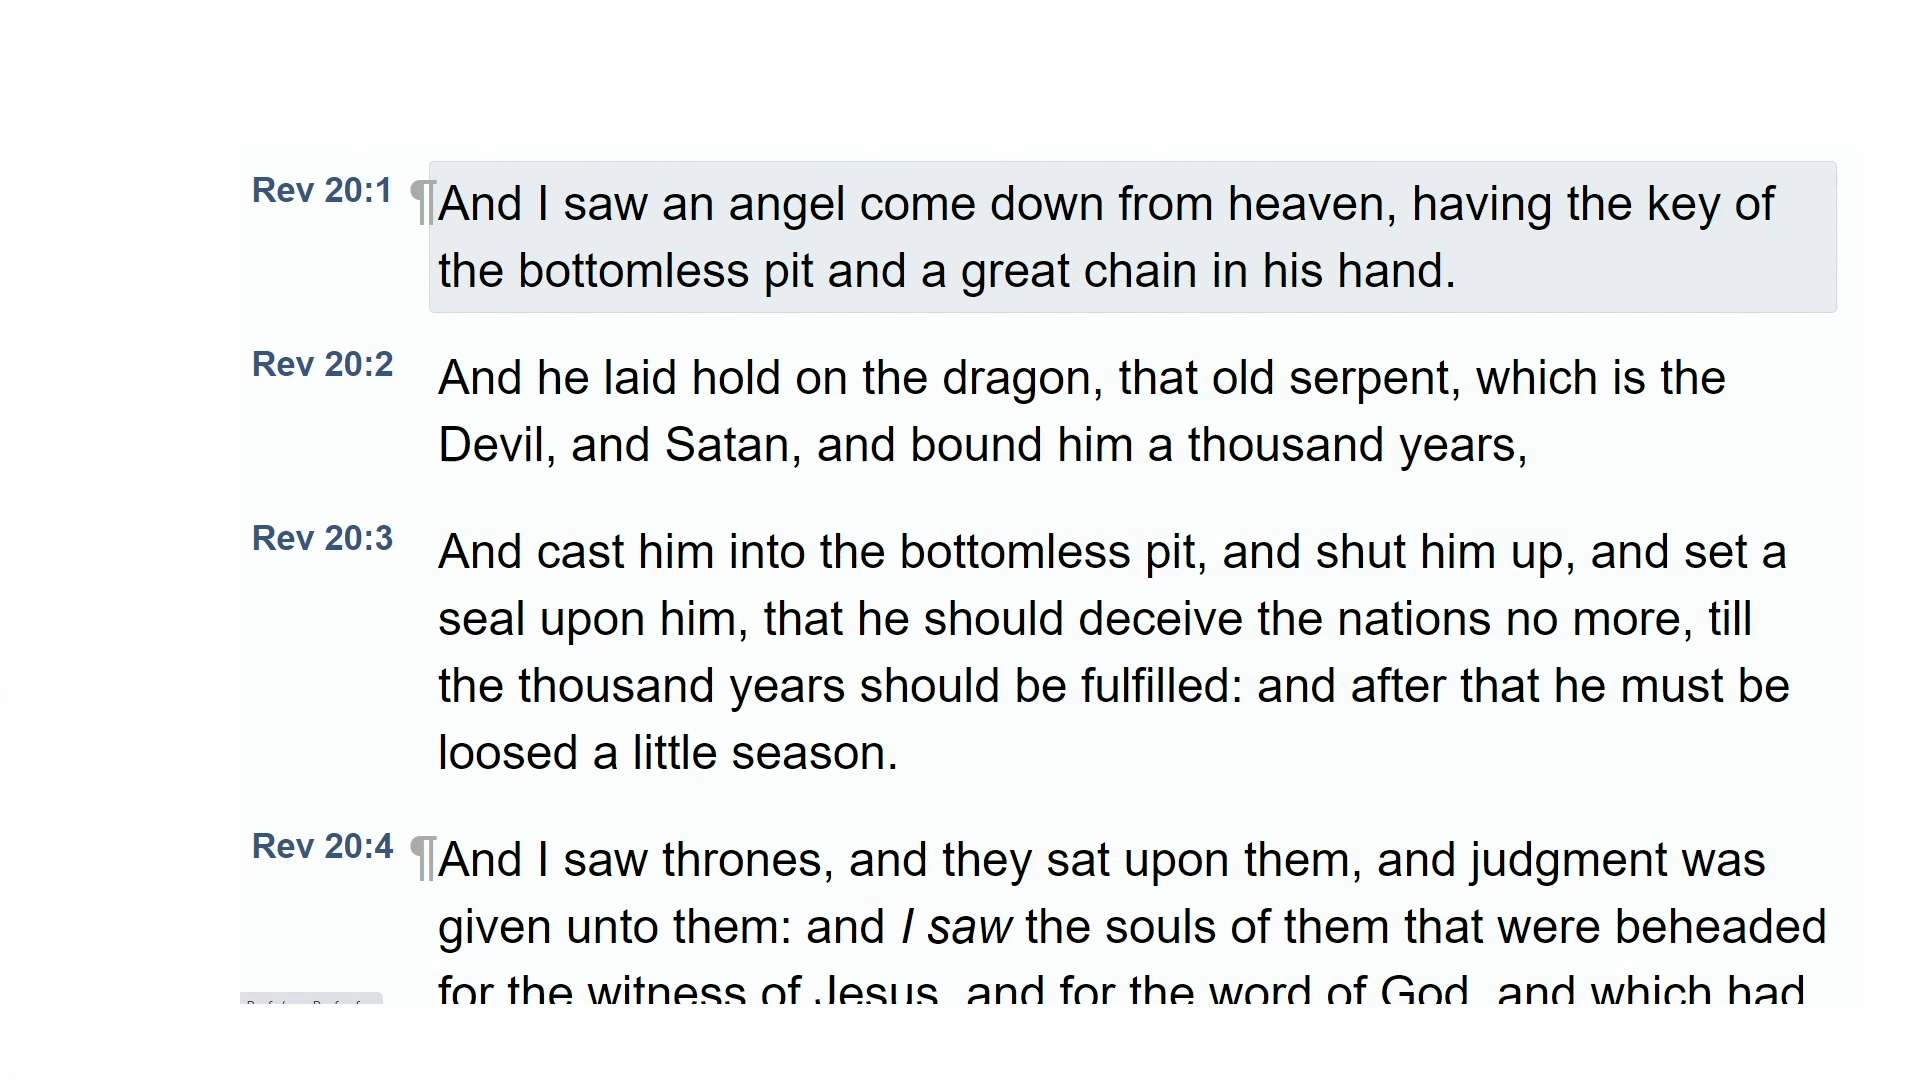 Rev 20:1 ¶And I saw an angel come down from heaven, having the key of
the bottomless pit and a great chain in his hand.
Rev 20:2 And he laid hold on the dragon, that old serpent, which is the
Devil, and Satan, and bound him a thousand years,
Rev 20:3 And cast him into the bottomless pit, and shut him up, and set a
seal upon him, that he should deceive the nations no more, till
the thousand years should be fulfilled: and after that he must be
loosed a little season.
Rev 20:4 ¶And I saw thrones, and they sat upon them, and judgment was
given unto them: and I saw the souls of them that were beheaded
for the witness of Jesus, and for the word of God, and which had